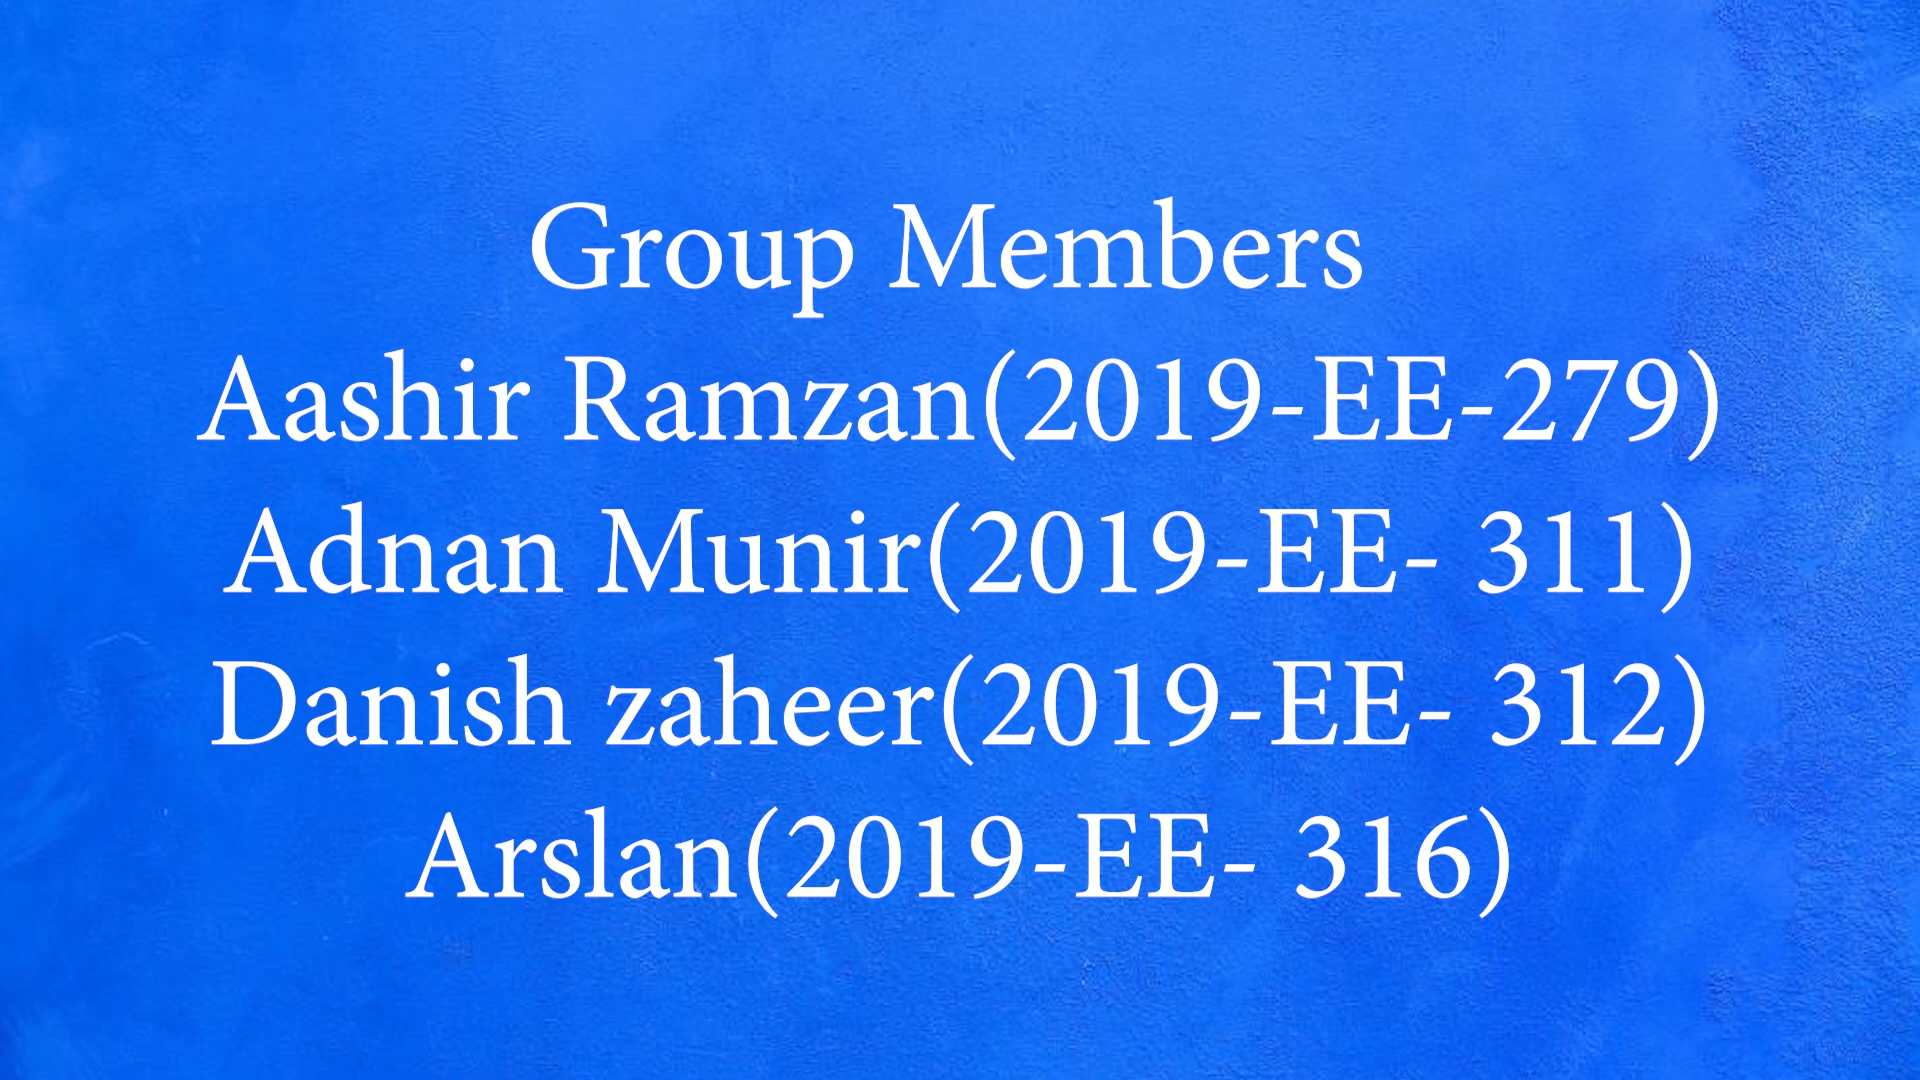 Group Members
Aashir Ramzan(2019-EE-279)
Adnan Munir(2019-EE- 311)
Danish zaheer(2019-EE- 312)
Arslan(2019-EE- 316)